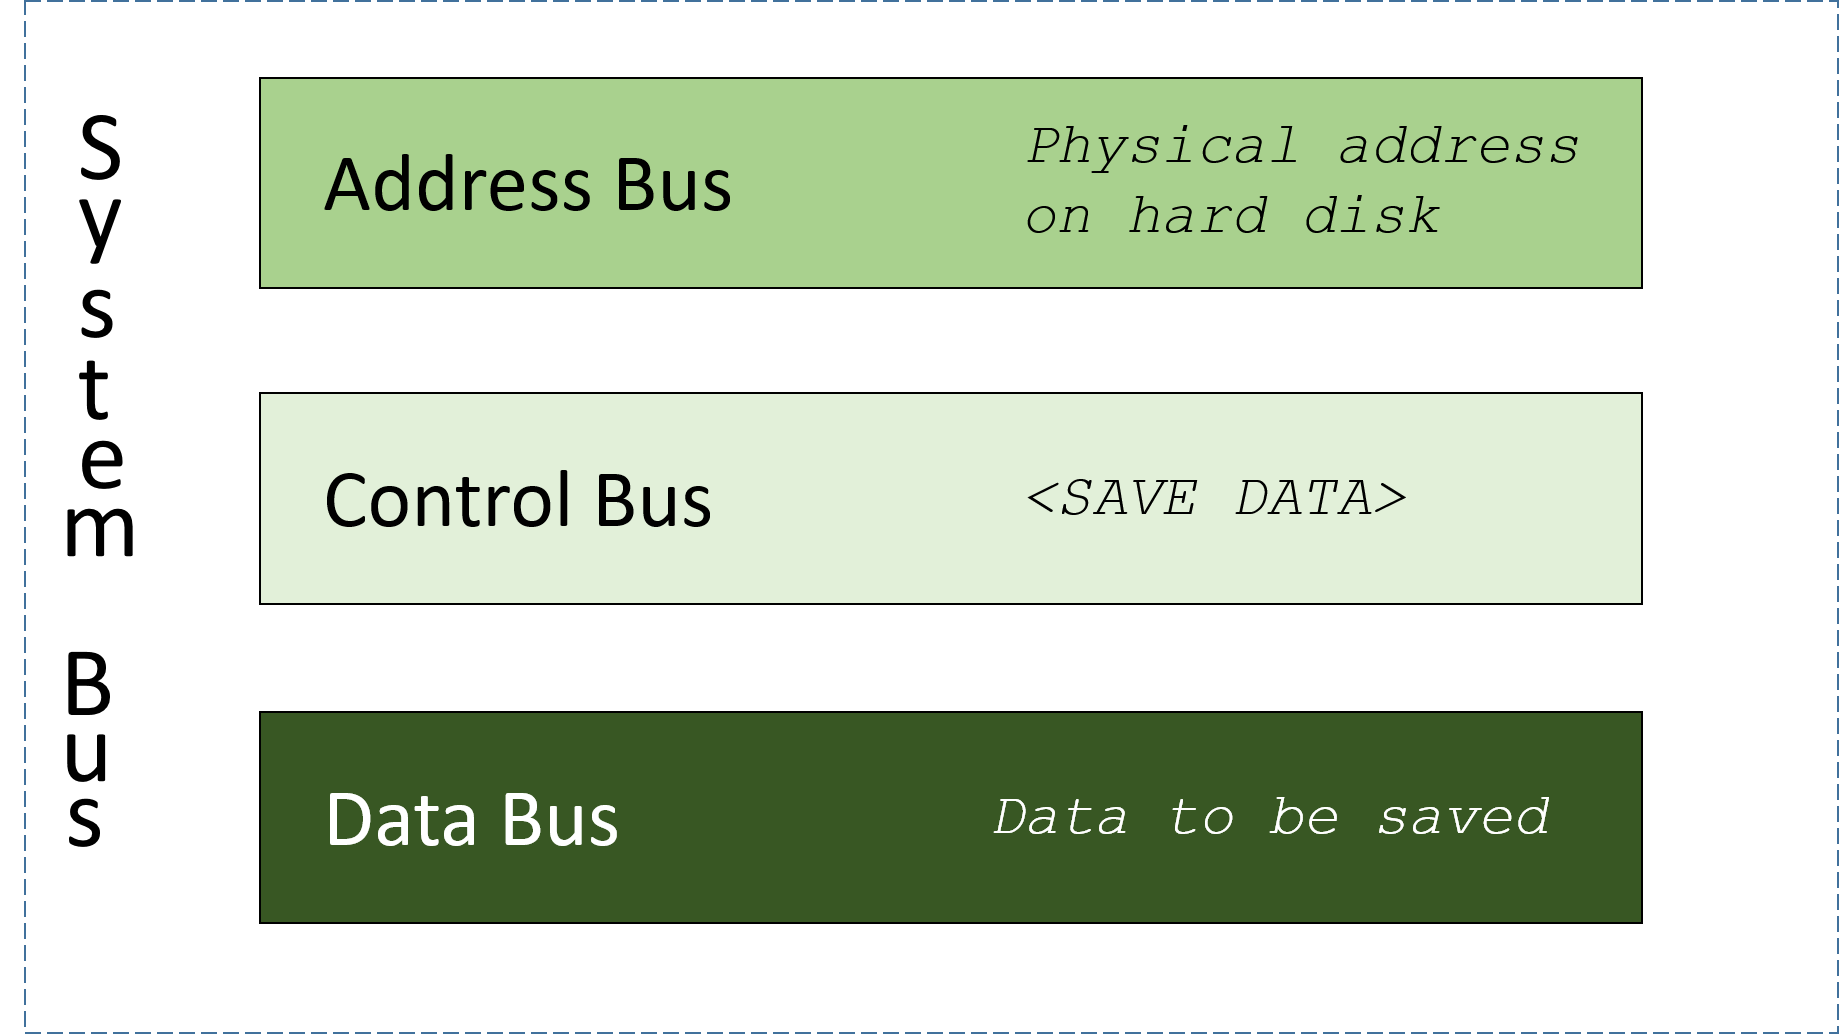 System Bus
Address Bus
Physical address
on hard disk
Control Bus
<SAVE DATA>
Data Bus
Data to be saved